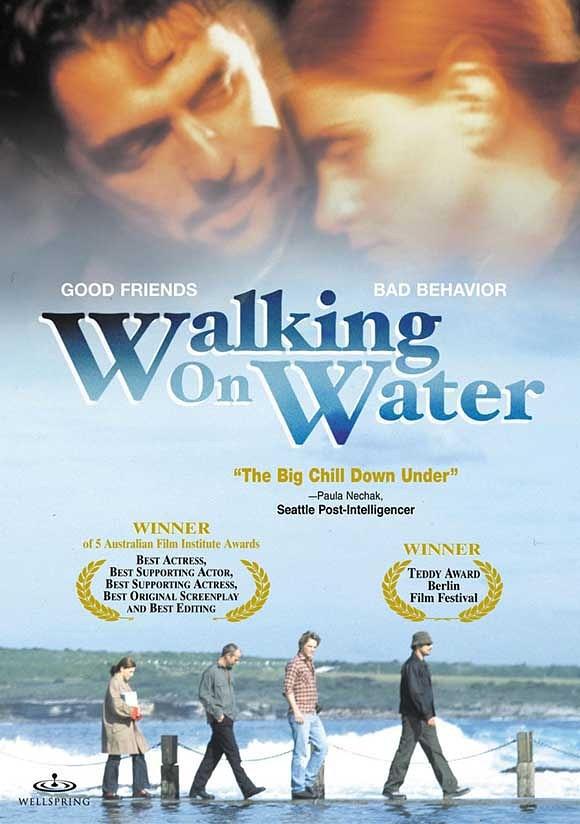 GOOD FRIENDS
BAD BEHAVIOR
Walking
On Water
“The Big Chill Down Under”
—Paula Nechak,
Seattle Post-Intelligencer
WINNER
of 5 Australian Film Institute Awards
Best Actress,
Best Supporting Actor,
Best Supporting Actress,
Best Original Screenplay
and Best Editing
WINNER
Teddy Award
Berlin
Film Festival
WELLSPRING